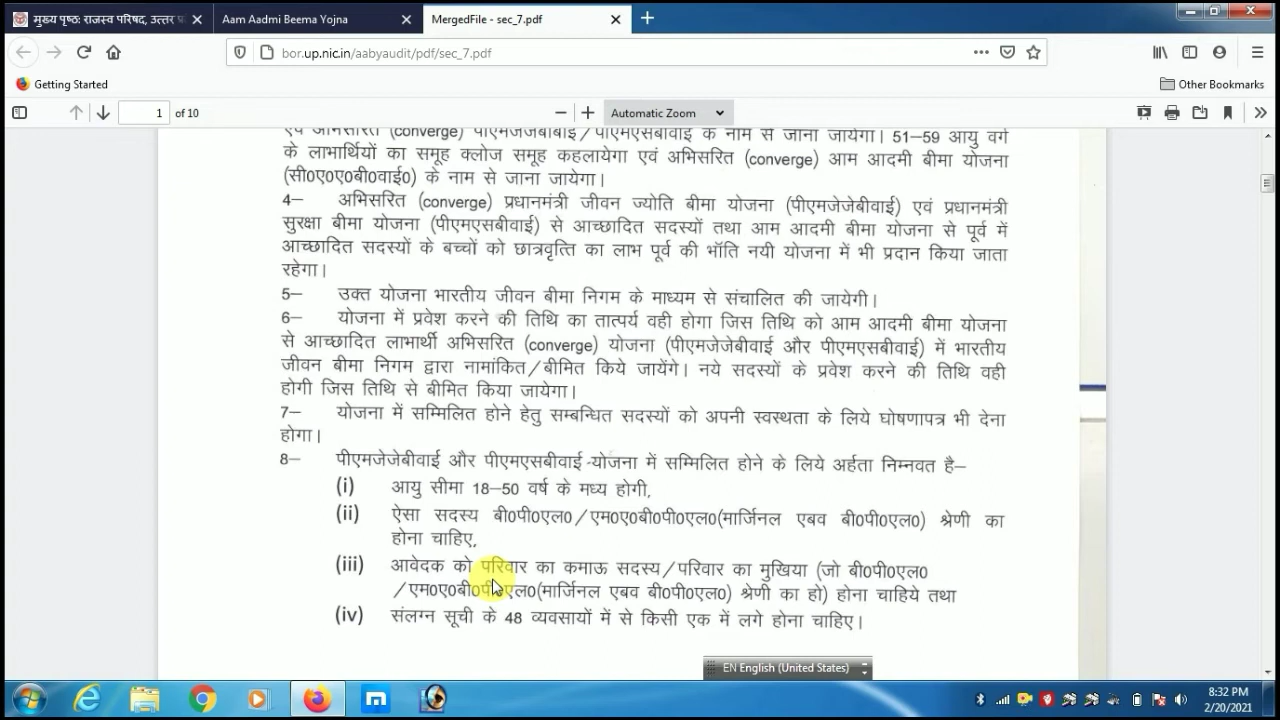 मुख्य पृष्ठ: राजस्व परिषद, उत्तर प्र
Aam Aadmi Beema Yojna
MergedFile - sec_7.pdf
bor.up.nic.in/aabyaudit/pdf/sec_7.pdf
Getting Started
Other Bookmarks
1 of 10
Automatic Zoom
एवं अभिसरित (converge) पीएमजेजेबीबाई/पीएमएसबीवाई के नाम से जाना जायेगा। 51–59 आयु वर्ग
के लाभार्थियों का समूह क्लोज समूह कहलायेगा एवं अभिसरित (converge) आम आदमी बीमा योजना
(सी0ए0ए0बी0वाई0) के नाम से जाना जायेगा।
4– अभिसरित (converge) प्रधानमंत्री जीवन ज्योति बीमा योजना (पीएमजेजेबीवाई) एवं प्रधानमंत्री
सुरक्षा बीमा योजना (पीएमएसबीवाई) से आच्छादित सदस्यों तथा आम आदमी बीमा योजना से पूर्व में
आच्छादित सदस्यों के बच्चों को छात्रवृत्ति का लाभ पूर्व की भॉति नयी योजना में भी प्रदान किया जाता
रहेगा।
5– उक्त योजना भारतीय जीवन बीमा निगम के माध्यम से संचालित की जायेगी।
6– योजना में प्रवेश करने की तिथि का तात्पर्य वही होगा जिस तिथि को आम आदमी बीमा योजना
से आच्छादित लाभार्थी अभिसरित (converge) योजना (पीएमजेजेबीवाई और पीएमएसबीवाई) में भारतीय
जीवन बीमा निगम द्वारा नामांकित/बीमित किये जायेंगे। नये सदस्यों के प्रवेश करने की तिथि वही
होगी जिस तिथि से बीमित किया जायेगा।
7– योजना में सम्मिलित होने हेतु सम्बन्धित सदस्यों को अपनी स्वस्थता के लिये घोषणापत्र भी देना
होगा।
8– पीएमजेजेबीवाई और पीएमएसबीवाई-योजना में सम्मिलित होने के लिये अर्हता निम्नवत है–
(i) आयु सीमा 18–50 वर्ष के मध्य होगी,
(ii) ऐसा सदस्य बी0पी0एल0/एम0ए0बी0पी0एल0(मार्जिनल एबव बी0पी0एल0) श्रेणी का
होना चाहिए,
(iii) आवेदक को परिवार का कमाऊ सदस्य/परिवार का मुखिया (जो बी0पी0एल0
/एम0ए0बी0पी0एल0(मार्जिनल एबव बी0पी0एल0) श्रेणी का हो) होना चाहिये तथा
(iv) संलग्न सूची के 48 व्यवसायों में से किसी एक में लगे होना चाहिए।
EN English (United States)
8:32 PM
2/20/2021